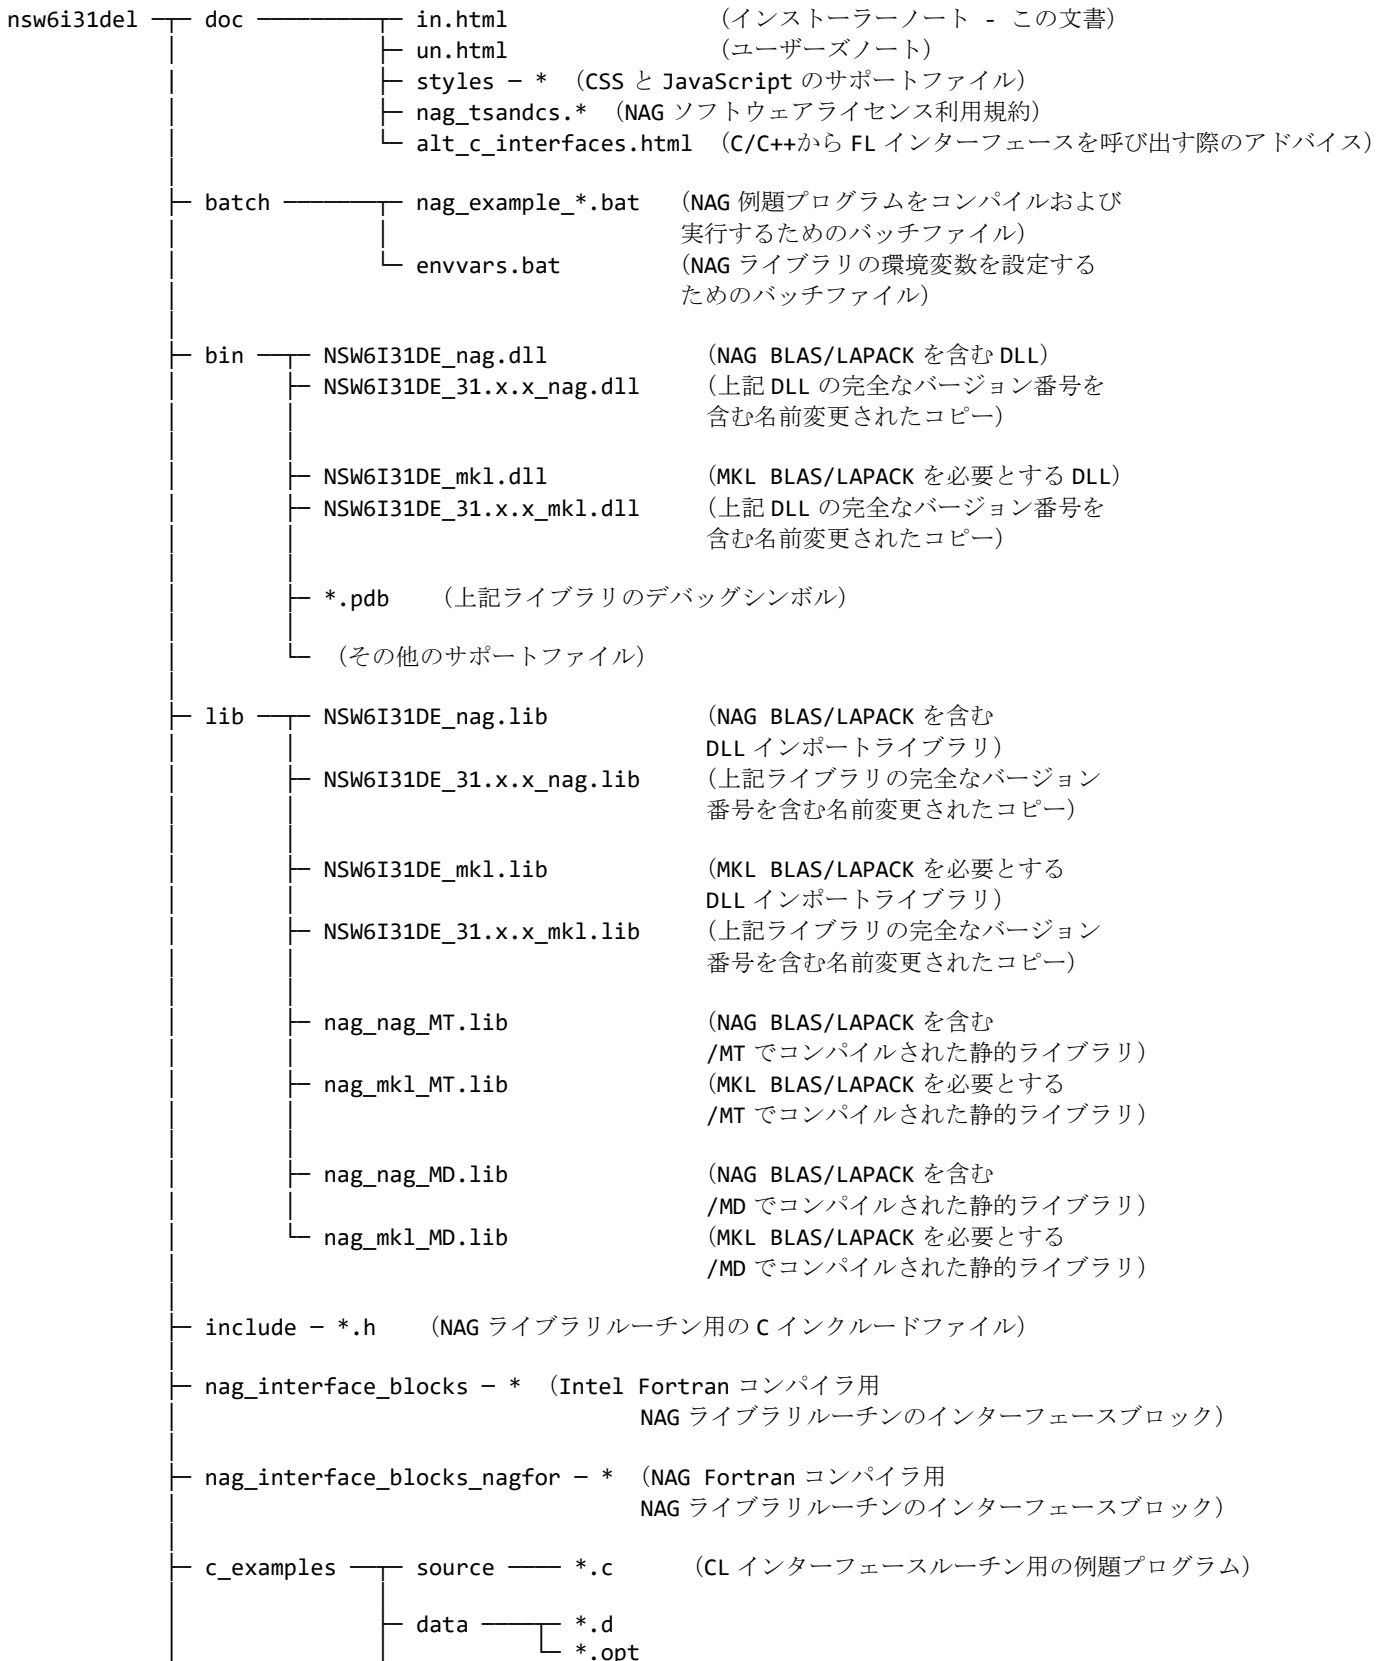 nsw6i31del ─┬─ doc ─────────┬─ in.html （インストーラーノート - この文書）
├─ un.html （ユーザーズノート）
├─ styles ─ * （CSS と JavaScript のサポートファイル）
├─ nag_tsandcs.* （NAG ソフトウェアライセンス利用規約）
└─ alt_c_interfaces.html （C/C++から FL インターフェースを呼び出す際のアドバイス）
├─ batch ───────┬─ nag_example_*.bat （NAG 例題プログラムをコンパイルおよび
実行するためのバッチファイル）
└─ envvars.bat （NAG ライブラリの環境変数を設定する
ためのバッチファイル）
├─ bin ──┬─ NSW6I31DE_nag.dll （NAG BLAS/LAPACK を含む DLL）
├─ NSW6I31DE_31.x.x_nag.dll （上記 DLL の完全なバージョン番号を
含む名前変更されたコピー）
├─ NSW6I31DE_mkl.dll （MKL BLAS/LAPACK を必要とする DLL）
├─ NSW6I31DE_31.x.x_mkl.dll （上記 DLL の完全なバージョン番号を
含む名前変更されたコピー）
├─ *.pdb （上記ライブラリのデバッグシンボル）
└─ （その他のサポートファイル）
├─ lib ──┬─ NSW6I31DE_nag.lib （NAG BLAS/LAPACK を含む
DLL インポートライブラリ）
├─ NSW6I31DE_31.x.x_nag.lib （上記ライブラリの完全なバージョン
番号を含む名前変更されたコピー）
├─ NSW6I31DE_mkl.lib （MKL BLAS/LAPACK を必要とする
DLL インポートライブラリ）
├─ NSW6I31DE_31.x.x_mkl.lib （上記ライブラリの完全なバージョン
番号を含む名前変更されたコピー）
├─ nag_nag_MT.lib （NAG BLAS/LAPACK を含む
/MT でコンパイルされた静的ライブラリ）
├─ nag_mkl_MT.lib （MKL BLAS/LAPACK を必要とする
/MT でコンパイルされた静的ライブラリ）
├─ nag_nag_MD.lib （NAG BLAS/LAPACK を含む
/MD でコンパイルされた静的ライブラリ）
└─ nag_mkl_MD.lib （MKL BLAS/LAPACK を必要とする
/MD でコンパイルされた静的ライブラリ）
├─ include ─ *.h （NAG ライブラリルーチン用の C インクルードファイル）
├─ nag_interface_blocks ─ * （Intel Fortran コンパイラ用
NAG ライブラリルーチンのインターフェースブロック）
├─ nag_interface_blocks_nagfor ─ * （NAG Fortran コンパイラ用
NAG ライブラリルーチンのインターフェースブロック）
├─ c_examples ──┬─ source ──── *.c （CL インターフェースルーチン用の例題プログラム）
├─ data ────┬─ *.d
└─ *.opt